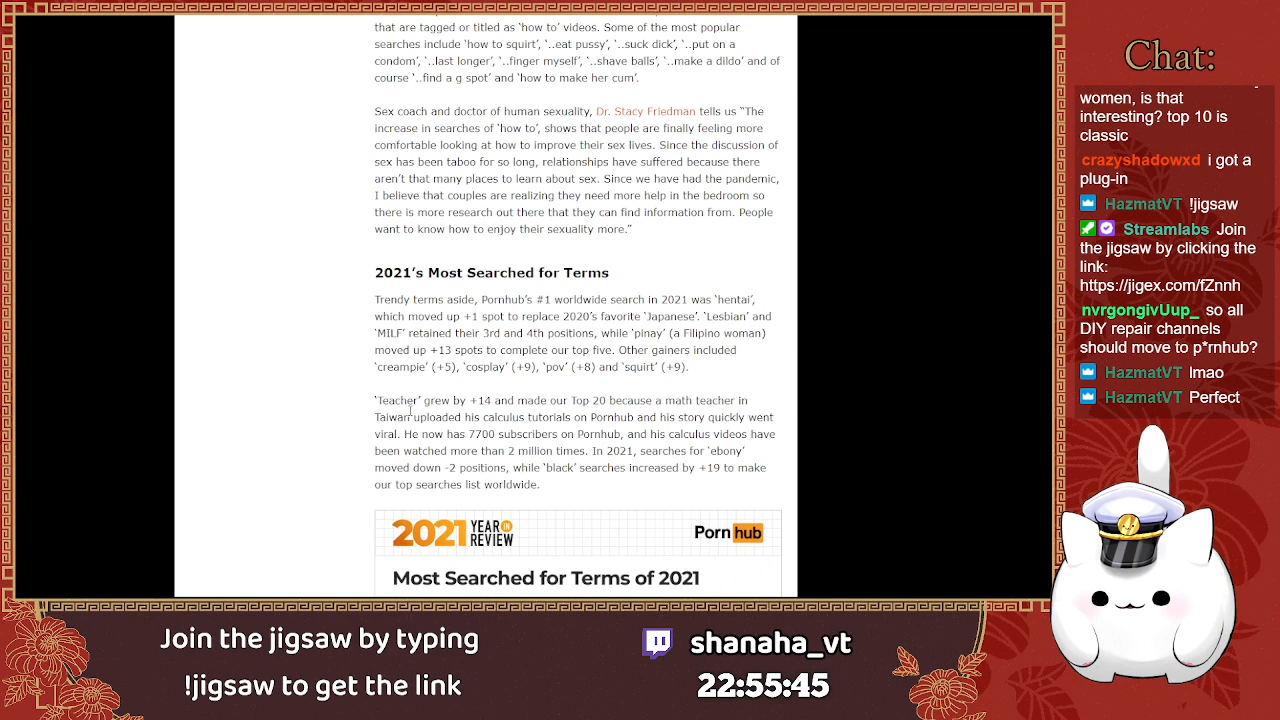 that are tagged or titled as ‘how to’ videos. Some of the most popular
searches include ‘how to squirt’, ‘..eat pussy’, ‘..suck dick’, ‘..put on a
condom’, ‘..last longer’, ‘..finger myself’, ‘..shave balls’, ‘..make a dildo’ and of
course ‘..find a g spot’ and ‘how to make her cum’.
Sex coach and doctor of human sexuality, Dr. Stacy Friedman tells us “The
increase in searches of ‘how to’, shows that people are finally feeling more
comfortable looking at how to improve their sex lives. Since the discussion of
sex has been taboo for so long, relationships have suffered because there
aren’t that many places to learn about sex. Since we have had the pandemic,
I believe that couples are realizing they need more help in the bedroom so
there is more research out there that they can find information from. People
want to know how to enjoy their sexuality more.”
2021’s Most Searched for Terms
Trendy terms aside, Pornhub’s #1 worldwide search in 2021 was ‘hentai’,
which moved up +1 spot to replace 2020’s favorite ‘Japanese’. ‘Lesbian’ and
‘MILF’ retained their 3rd and 4th positions, while ‘pinay’ (a Filipino woman)
moved up +13 spots to complete our top five. Other gainers included
‘creampie’ (+5), ‘cosplay’ (+9), ‘pov’ (+8) and ‘squirt’ (+9).
‘Teacher’ grew by +14 and made our Top 20 because a math teacher in
Taiwan uploaded his calculus tutorials on Pornhub and his story quickly went
viral. He now has 7700 subscribers on Pornhub, and his calculus videos have
been watched more than 2 million times. In 2021, searches for ‘ebony’
moved down -2 positions, while ‘black’ searches increased by +19 to make
our top searches list worldwide.
2021 YEAR IN REVIEW
Pornhub
Most Searched for Terms of 2021
Chat:
women, is that
interesting? top 10 is
classic
crazyshadowxd i got a
plug-in
HazmatVT !jigsaw
Streamlabs Join
the jigsaw by clicking the
link:
https://jigex.com/fZnnh
nvrgongivUup_ so all
DIY repair channels
should move to p*rnhub?
HazmatVT lmao
HazmatVT Perfect
Join the jigsaw by typing
!jigsaw to get the link
shanaha_vt
22:55:45